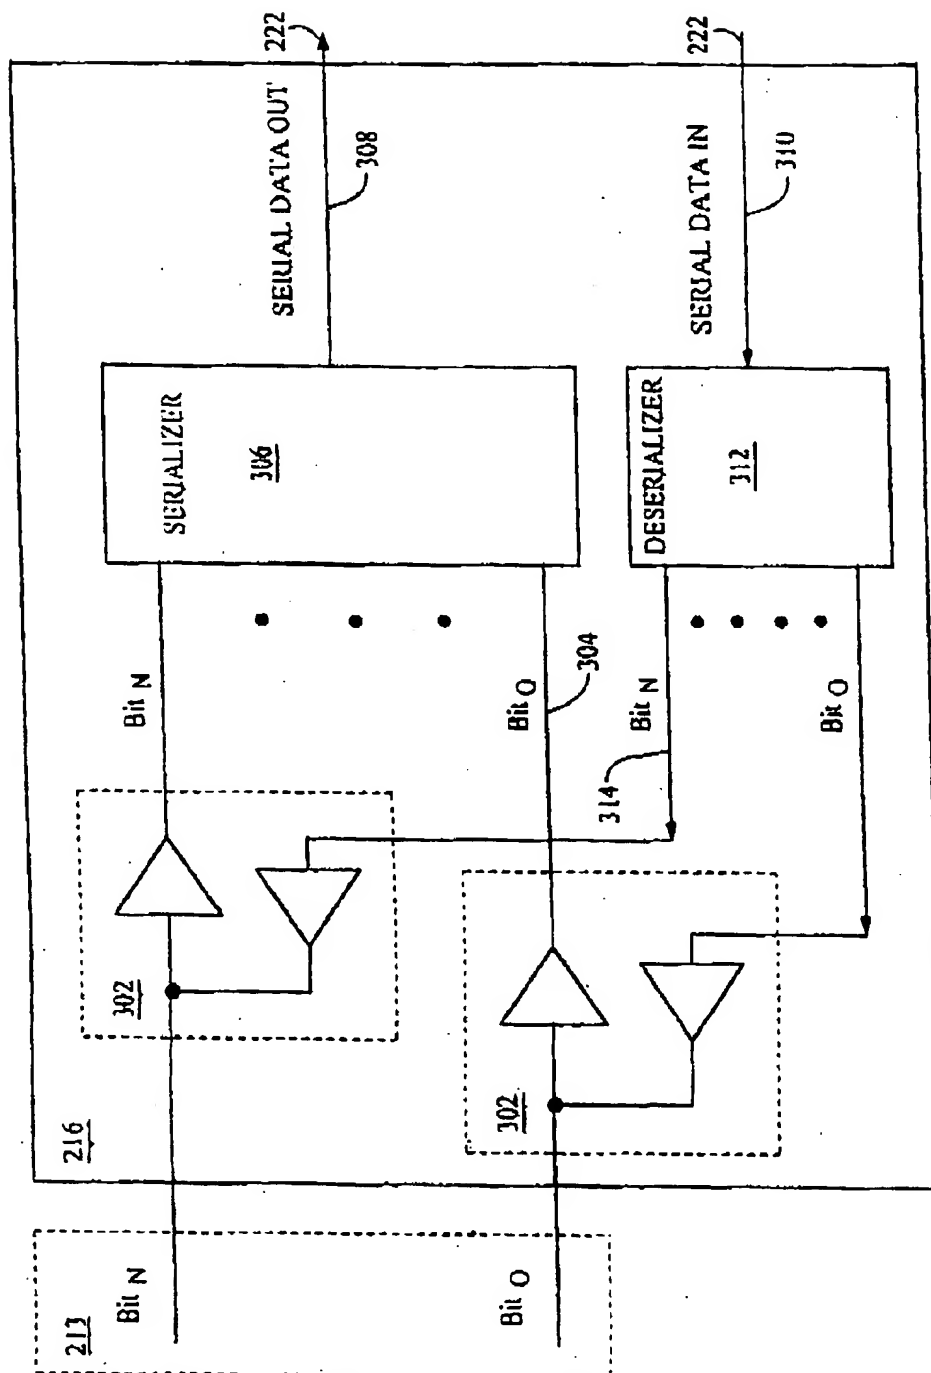 213
Bit N
Bit O
216
302
302
Bit N
Bit O
304
314
Bit N
Bit O
SERIALIZER
306
DESERIALIZER
312
SERIAL DATA OUT
308
222
SERIAL DATA IN
310
222